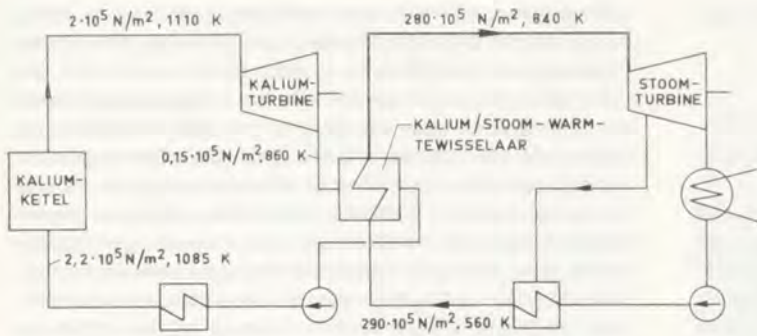 2·10⁵ N/m², 1110 K
280·10⁵ N/m², 840 K
KALIUM-
TURBINE
STOOM-
TURBINE
KALIUM/STOOM-WARM-
TEWISSELAAR
0,15·10⁵ N/m², 860 K
KALIUM-
KETEL
2,2·10⁵ N/m², 1085 K
290·10⁵ N/m², 560 K